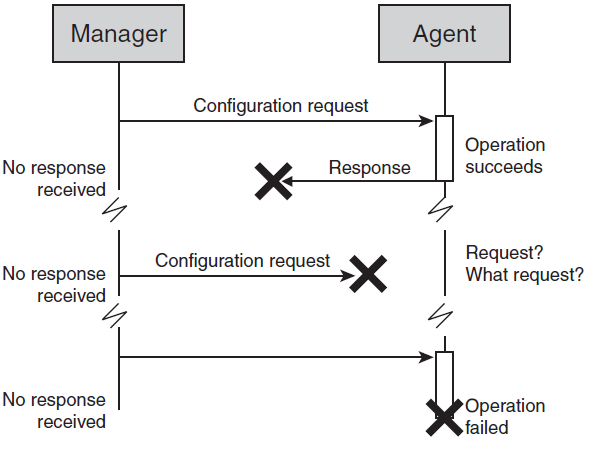 Manager
Agent
Configuration request
Operation
succeeds
No response
received
Response
Configuration request
Request?
What request?
No response
received
No response
received
Operation
failed